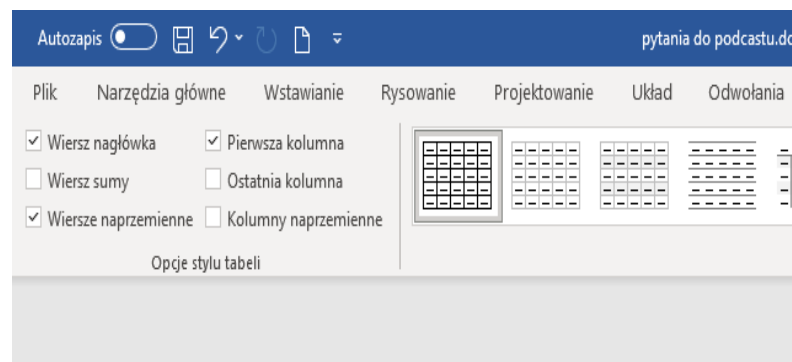 Autozapis pytania do podcastu.do
Plik Narzędzia główne Wstawianie Rysowanie Projektowanie Układ Odwołania
Wiersz nagłówka Pierwsza kolumna
Wiersz sumy Ostatnia kolumna
Wiersze naprzemienne Kolumny naprzemienne
Opcje stylu tabeli